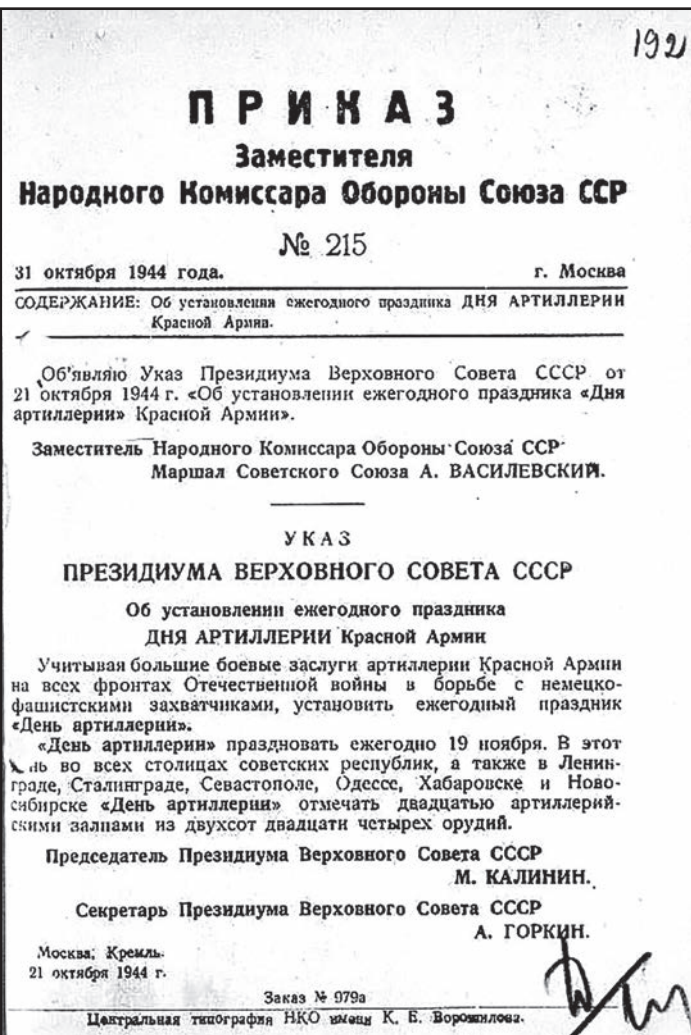 192
ПРИКАЗ
Заместителя
Народного Комиссара Обороны Союза ССР
№ 215
31 октября 1944 года. г. Москва
СОДЕРЖАНИЕ: Об установлении ежегодного праздника ДНЯ АРТИЛЛЕРИИ
Красной Армии.
Об'являю Указ Президиума Верховного Совета СССР от
21 октября 1944 г. «Об установлении ежегодного праздника «Дня
артиллерии» Красной Армии».
Заместитель Народного Комиссара Обороны Союза ССР
Маршал Советского Союза А. ВАСИЛЕВСКИЙ.
УКАЗ
ПРЕЗИДИУМА ВЕРХОВНОГО СОВЕТА СССР
Об установлении ежегодного праздника
ДНЯ АРТИЛЛЕРИИ Красной Армии
Учитывая большие боевые заслуги артиллерии Красной Армии
на всех фронтах Отечественной войны в борьбе с немецко-
фашистскими захватчиками, установить ежегодный праздник
«День артиллерии».
«День артиллерии» праздновать ежегодно 19 ноября. В этот
нь во всех столицах советских республик, а также в Ленин-
граде, Сталинграде, Севастополе, Одессе, Хабаровске и Ново-
сибирске «День артиллерии» отмечать двадцатью артиллерий-
скими залпами из двухсот двадцати четырех орудий.
Председатель Президиума Верховного Совета СССР
М. КАЛИНИН.
Секретарь Президиума Верховного Совета СССР
А. ГОРКИН.
Москва, Кремль.
21 октября 1944 г.
Заказ № 979а
Центральная типография НКО имени К. Е. Ворошилова.